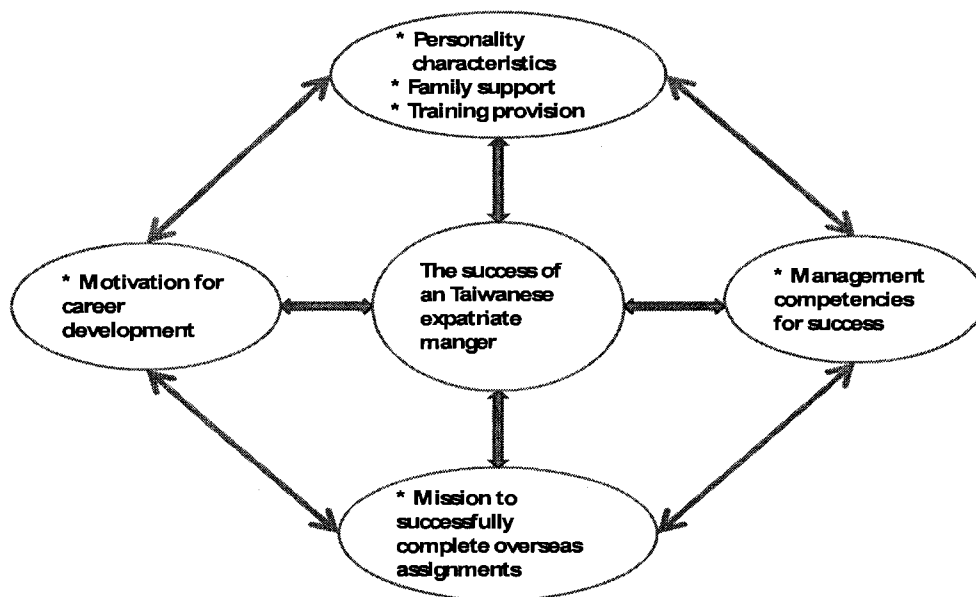 * Personality
characteristics
* Family support
* Training provision
* Motivation for
career
development
The success of
an Taiwanese
expatriate
manger
* Management
competencies
for success
* Mission to
successfully
complete overseas
assignments